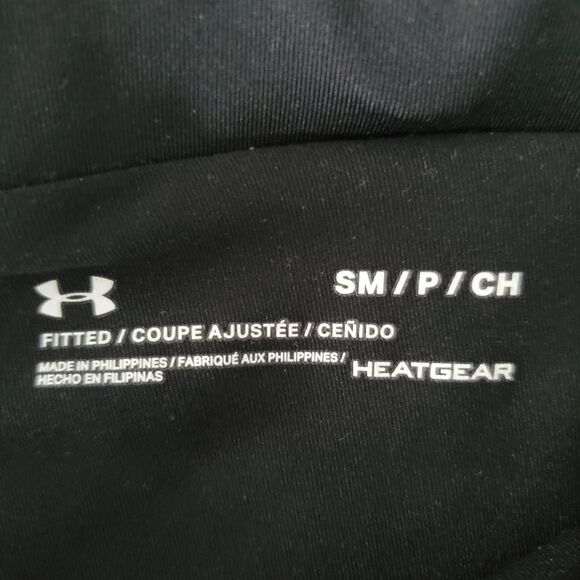 SM / P / CH
FITTED / COUPE AJUSTÉE / CEÑIDO
MADE IN PHILIPPINES / FABRIQUÉ AUX PHILIPPINES /
HECHO EN FILIPINAS
HEATGEAR